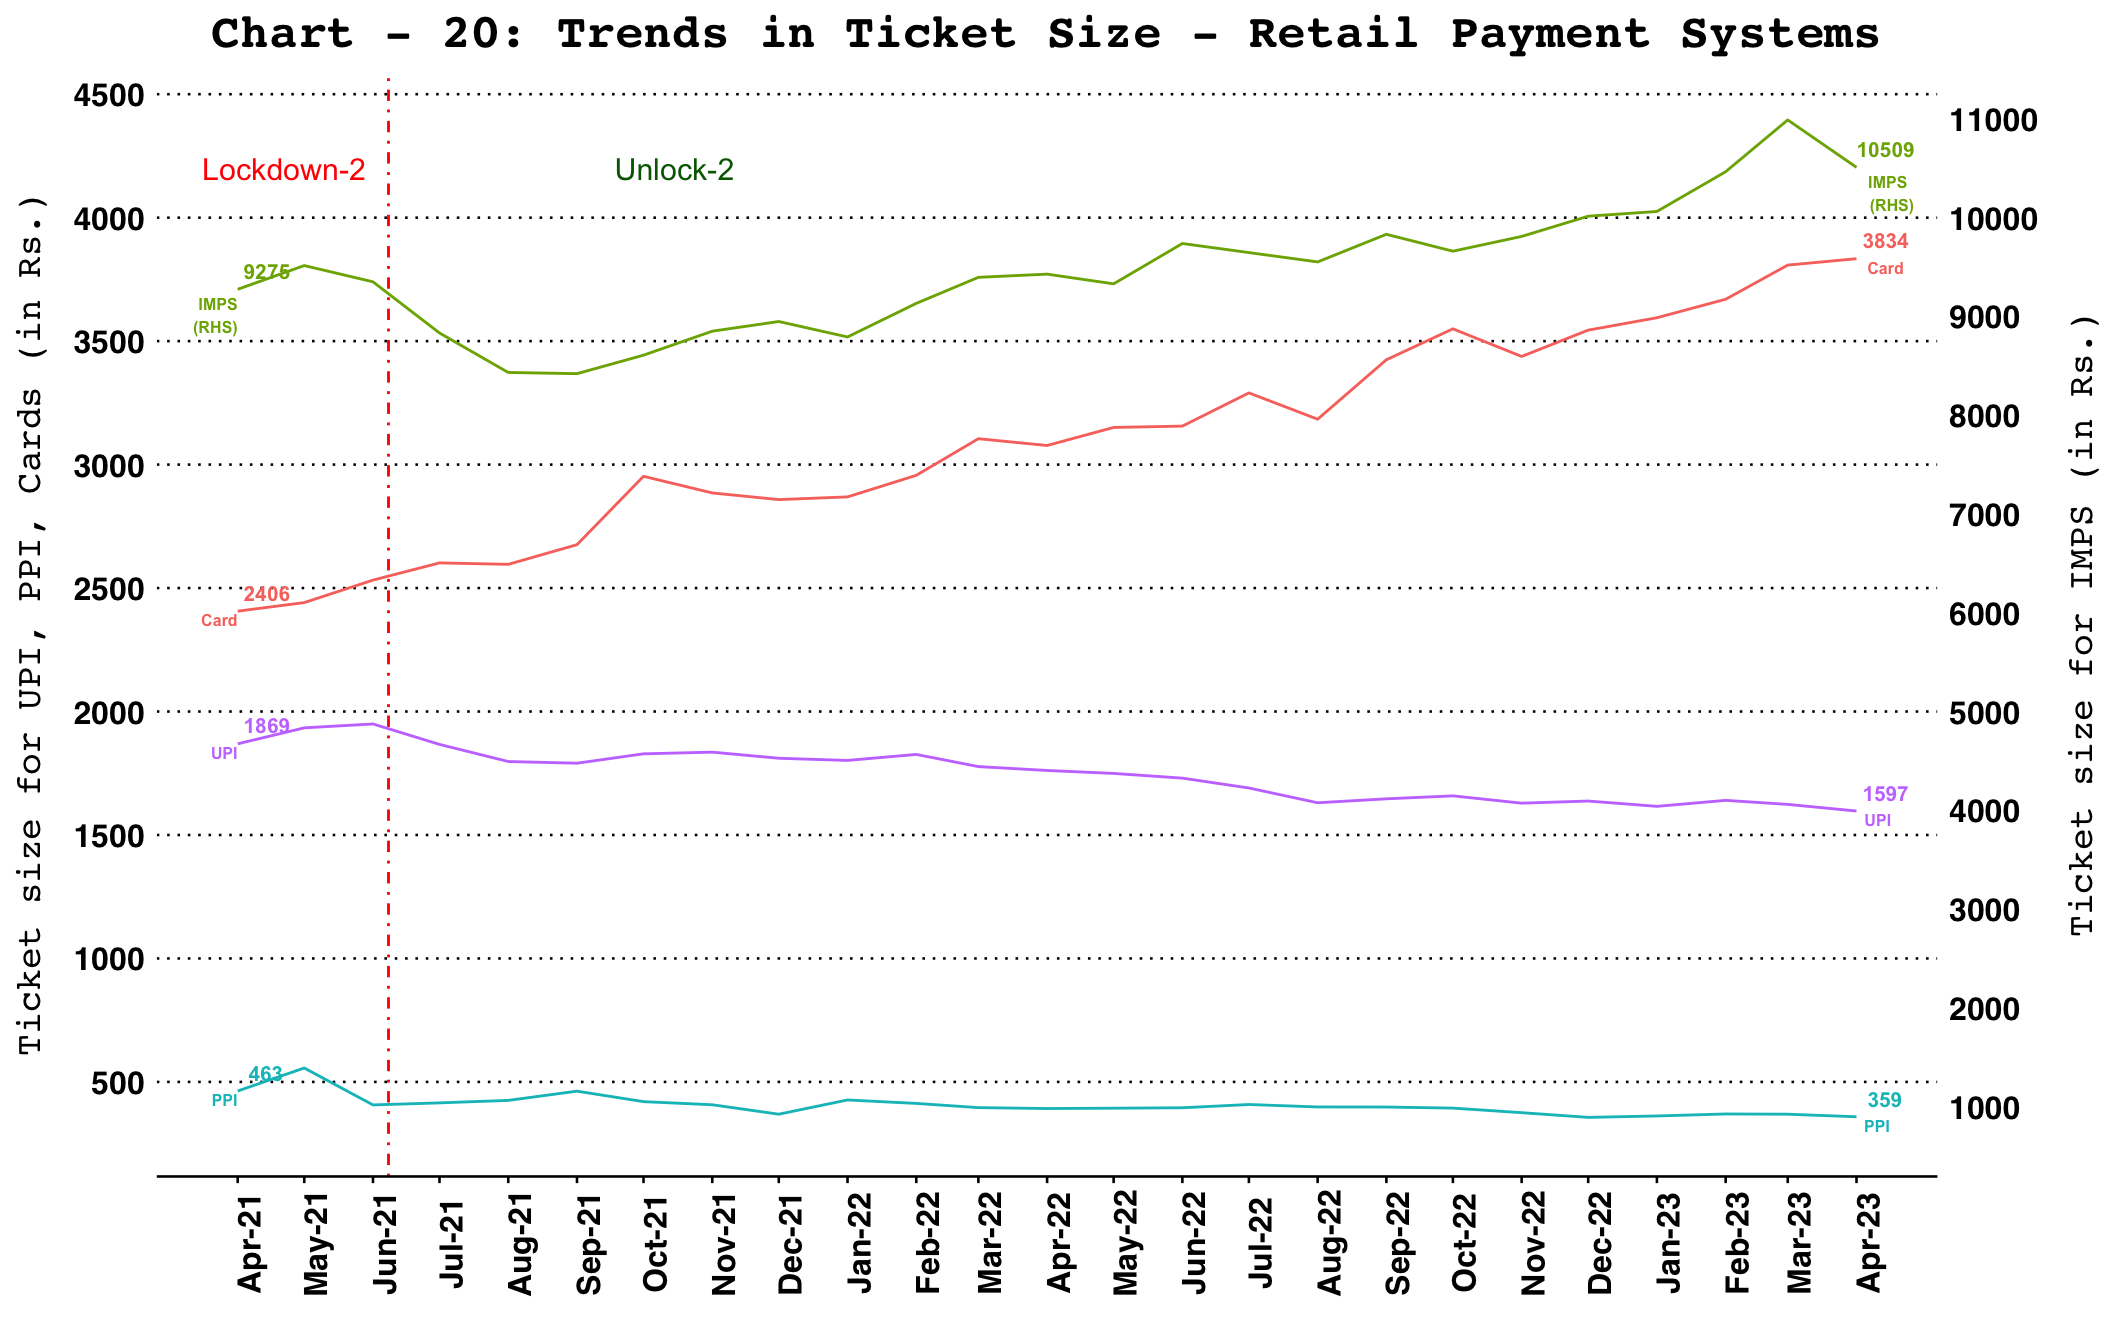 Chart - 20: Trends in Ticket Size - Retail Payment Systems
Ticket size for UPI, PPI, Cards (in Rs.)
4500
4000
3500
3000
2500
2000
1500
1000
500
Lockdown-2
Unlock-2
9275
IMPS
(RHS)
2406
Card
1869
UPI
463
PPI
10509
IMPS
(RHS)
3834
Card
1597
UPI
359
PPI
11000
10000
9000
8000
7000
6000
5000
4000
3000
2000
1000
Ticket size for IMPS (in Rs.)
Apr-21
May-21
Jun-21
Jul-21
Aug-21
Sep-21
Oct-21
Nov-21
Dec-21
Jan-22
Feb-22
Mar-22
Apr-22
May-22
Jun-22
Jul-22
Aug-22
Sep-22
Oct-22
Nov-22
Dec-22
Jan-23
Feb-23
Mar-23
Apr-23